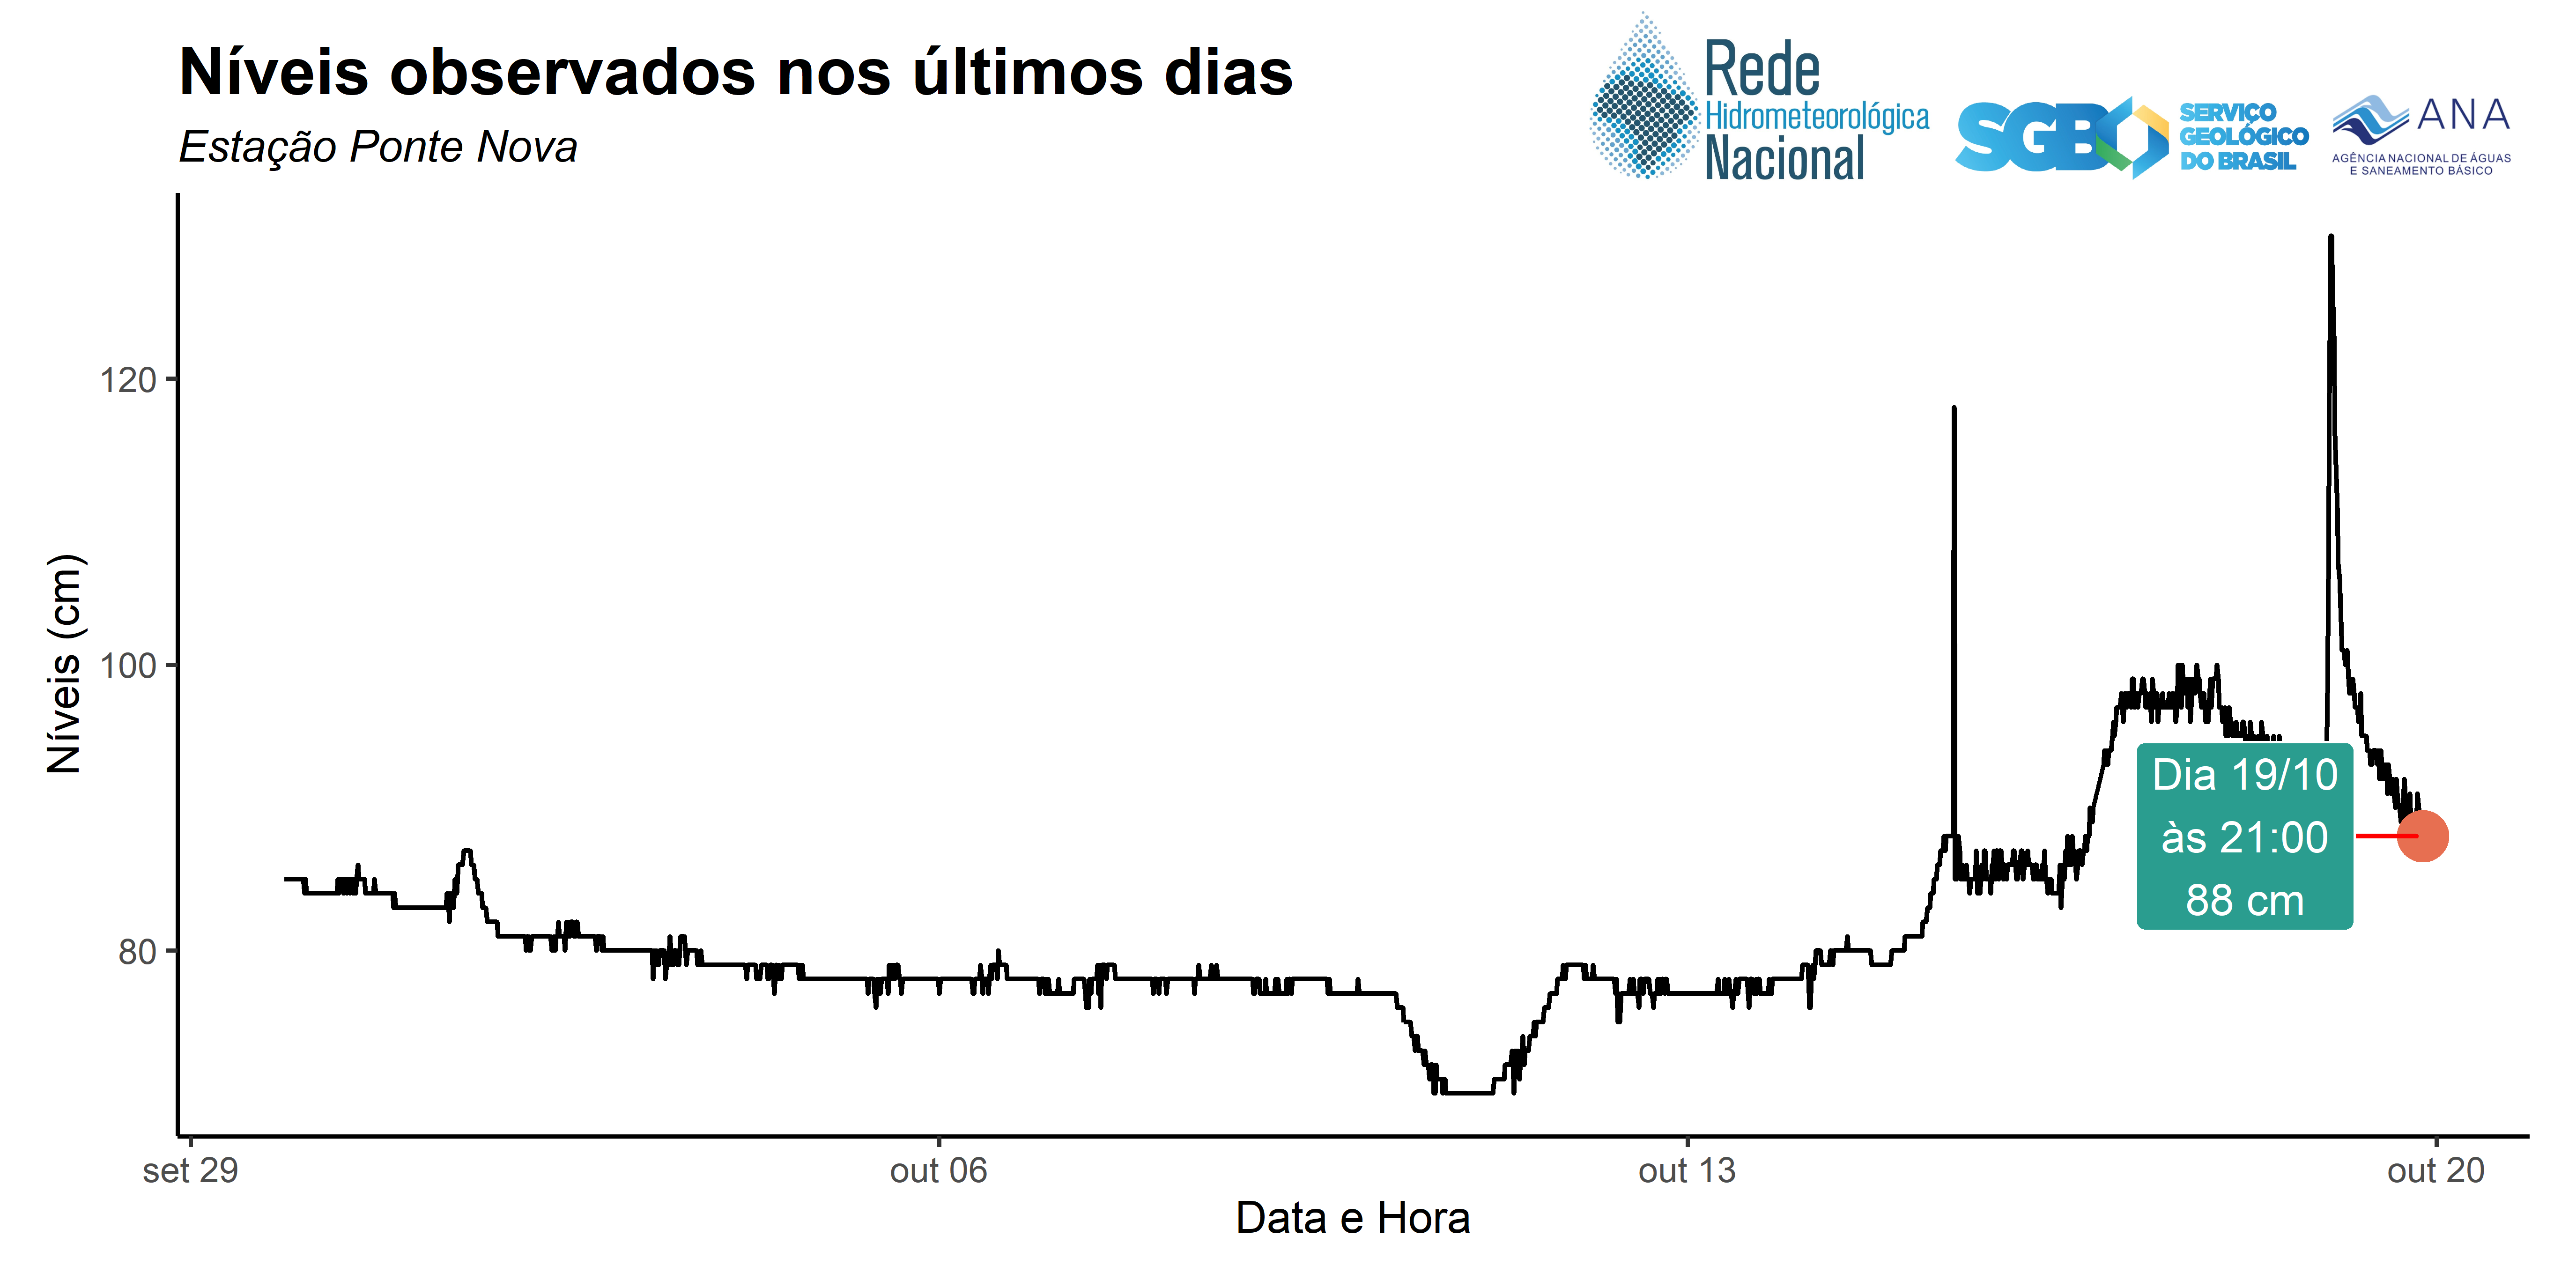 Níveis observados nos últimos dias
Estação Ponte Nova
Rede
Hidrometeorológica
Nacional
SGB
SERVIÇO
GEOLÓGICO
DO BRASIL
ANA
AGÊNCIA NACIONAL DE ÁGUAS
E SANEAMENTO BÁSICO
Níveis (cm)
120
100
80
Dia 19/10
às 21:00
88 cm
set 29
out 06
out 13
out 20
Data e Hora